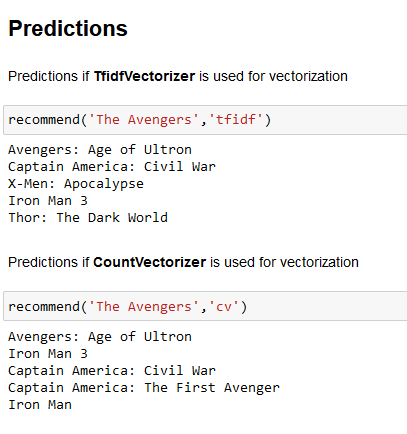 Predictions
Predictions if TfidfVectorizer is used for vectorization
recommend('The Avengers','tfidf')
Avengers: Age of Ultron
Captain America: Civil War
X-Men: Apocalypse
Iron Man 3
Thor: The Dark World
Predictions if CountVectorizer is used for vectorization
recommend('The Avengers','cv')
Avengers: Age of Ultron
Iron Man 3
Captain America: Civil War
Captain America: The First Avenger
Iron Man